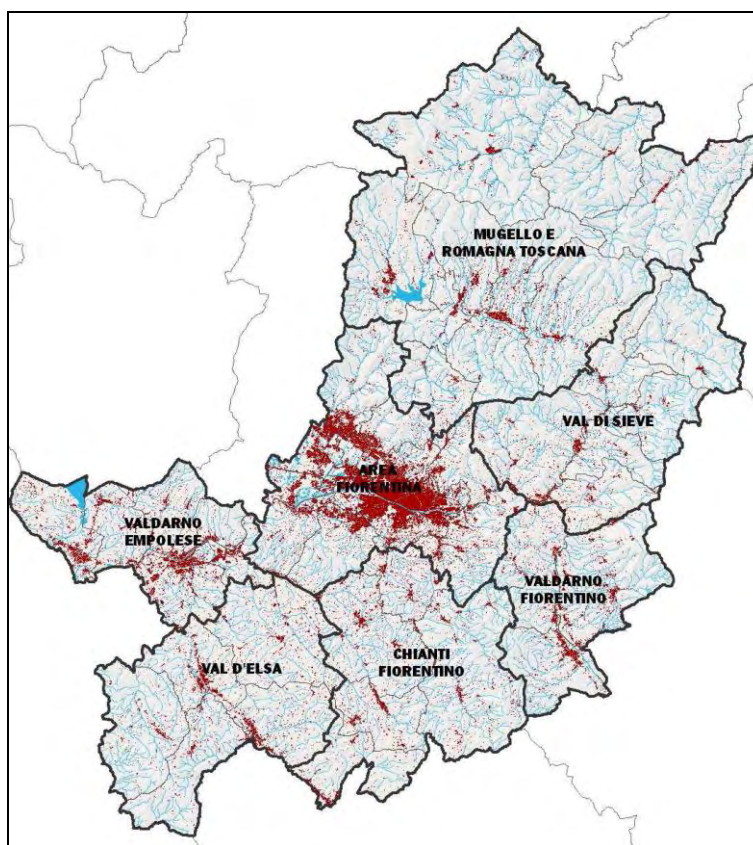 MUGELLO E
ROMAGNA TOSCANA
VAL DI SIEVE
AREA
FIORENTINA
VALDARNO
EMPOLESE
VALDARNO
FIORENTINO
CHIANTI
FIORENTINO
VAL D'ELSA